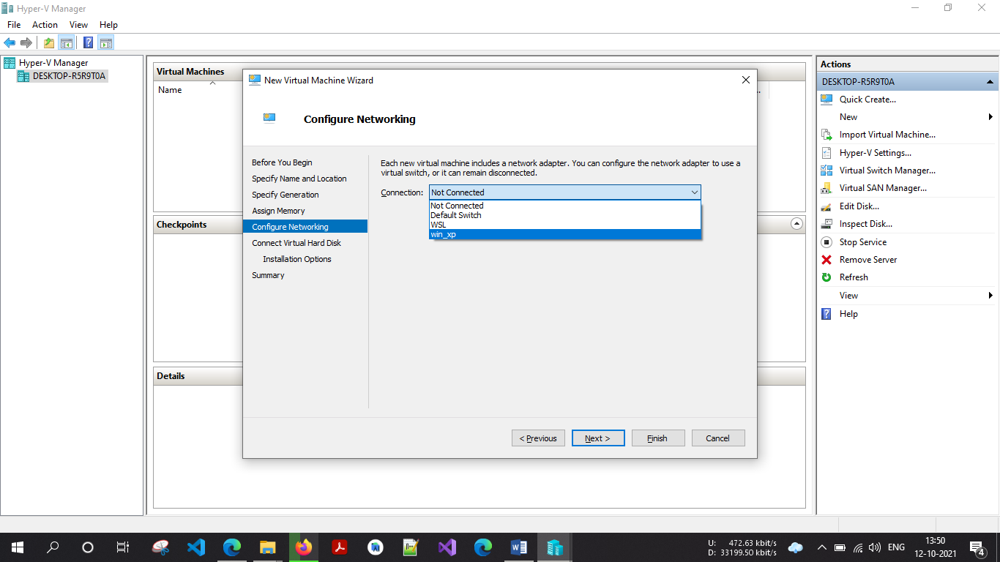 Hyper-V Manager
File Action View Help
Hyper-V Manager
DESKTOP-R5R9T0A
Virtual Machines
Name
..
Checkpoints
Details
New Virtual Machine Wizard
Configure Networking
Before You Begin
Specify Name and Location
Specify Generation
Assign Memory
Configure Networking
Connect Virtual Hard Disk
Installation Options
Summary
Each new virtual machine includes a network adapter. You can configure the network adapter to use a
virtual switch, or it can remain disconnected.
Connection: Not Connected
Not Connected
Default Switch
WSL
win_xp
< Previous Next > Finish Cancel
Actions
DESKTOP-R5R9T0A
Quick Create...
New
Import Virtual Machine...
Hyper-V Settings...
Virtual Switch Manager...
Virtual SAN Manager...
Edit Disk...
Inspect Disk...
Stop Service
Remove Server
Refresh
View
Help
U: 472.63 kbit/s
D: 33199.50 kbit/s
ENG
13:50
12-10-2021
4